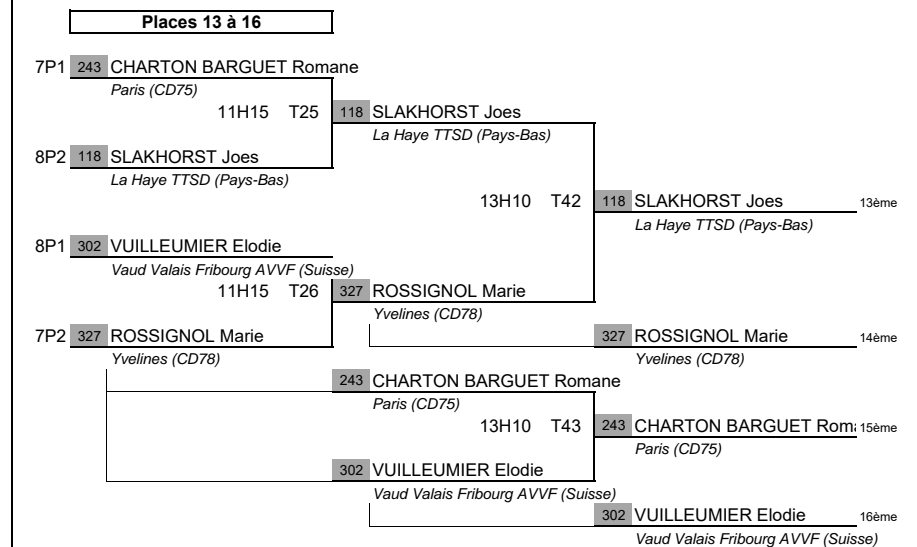 Places 13 à 16
7P1 243 CHARTON BARGUET Romane
Paris (CD75)
11H15 T25 118 SLAKHORST Joes
La Haye TTSD (Pays-Bas)
8P2 118 SLAKHORST Joes
La Haye TTSD (Pays-Bas)
13H10 T42 118 SLAKHORST Joes 13ème
La Haye TTSD (Pays-Bas)
8P1 302 VUILLEUMIER Elodie
Vaud Valais Fribourg AVVF (Suisse)
11H15 T26 327 ROSSIGNOL Marie
Yvelines (CD78)
7P2 327 ROSSIGNOL Marie 327 ROSSIGNOL Marie 14ème
Yvelines (CD78) Yvelines (CD78)
243 CHARTON BARGUET Romane
Paris (CD75)
13H10 T43 243 CHARTON BARGUET Rom 15ème
Paris (CD75)
302 VUILLEUMIER Elodie
Vaud Valais Fribourg AVVF (Suisse)
302 VUILLEUMIER Elodie 16ème
Vaud Valais Fribourg AVVF (Suisse)